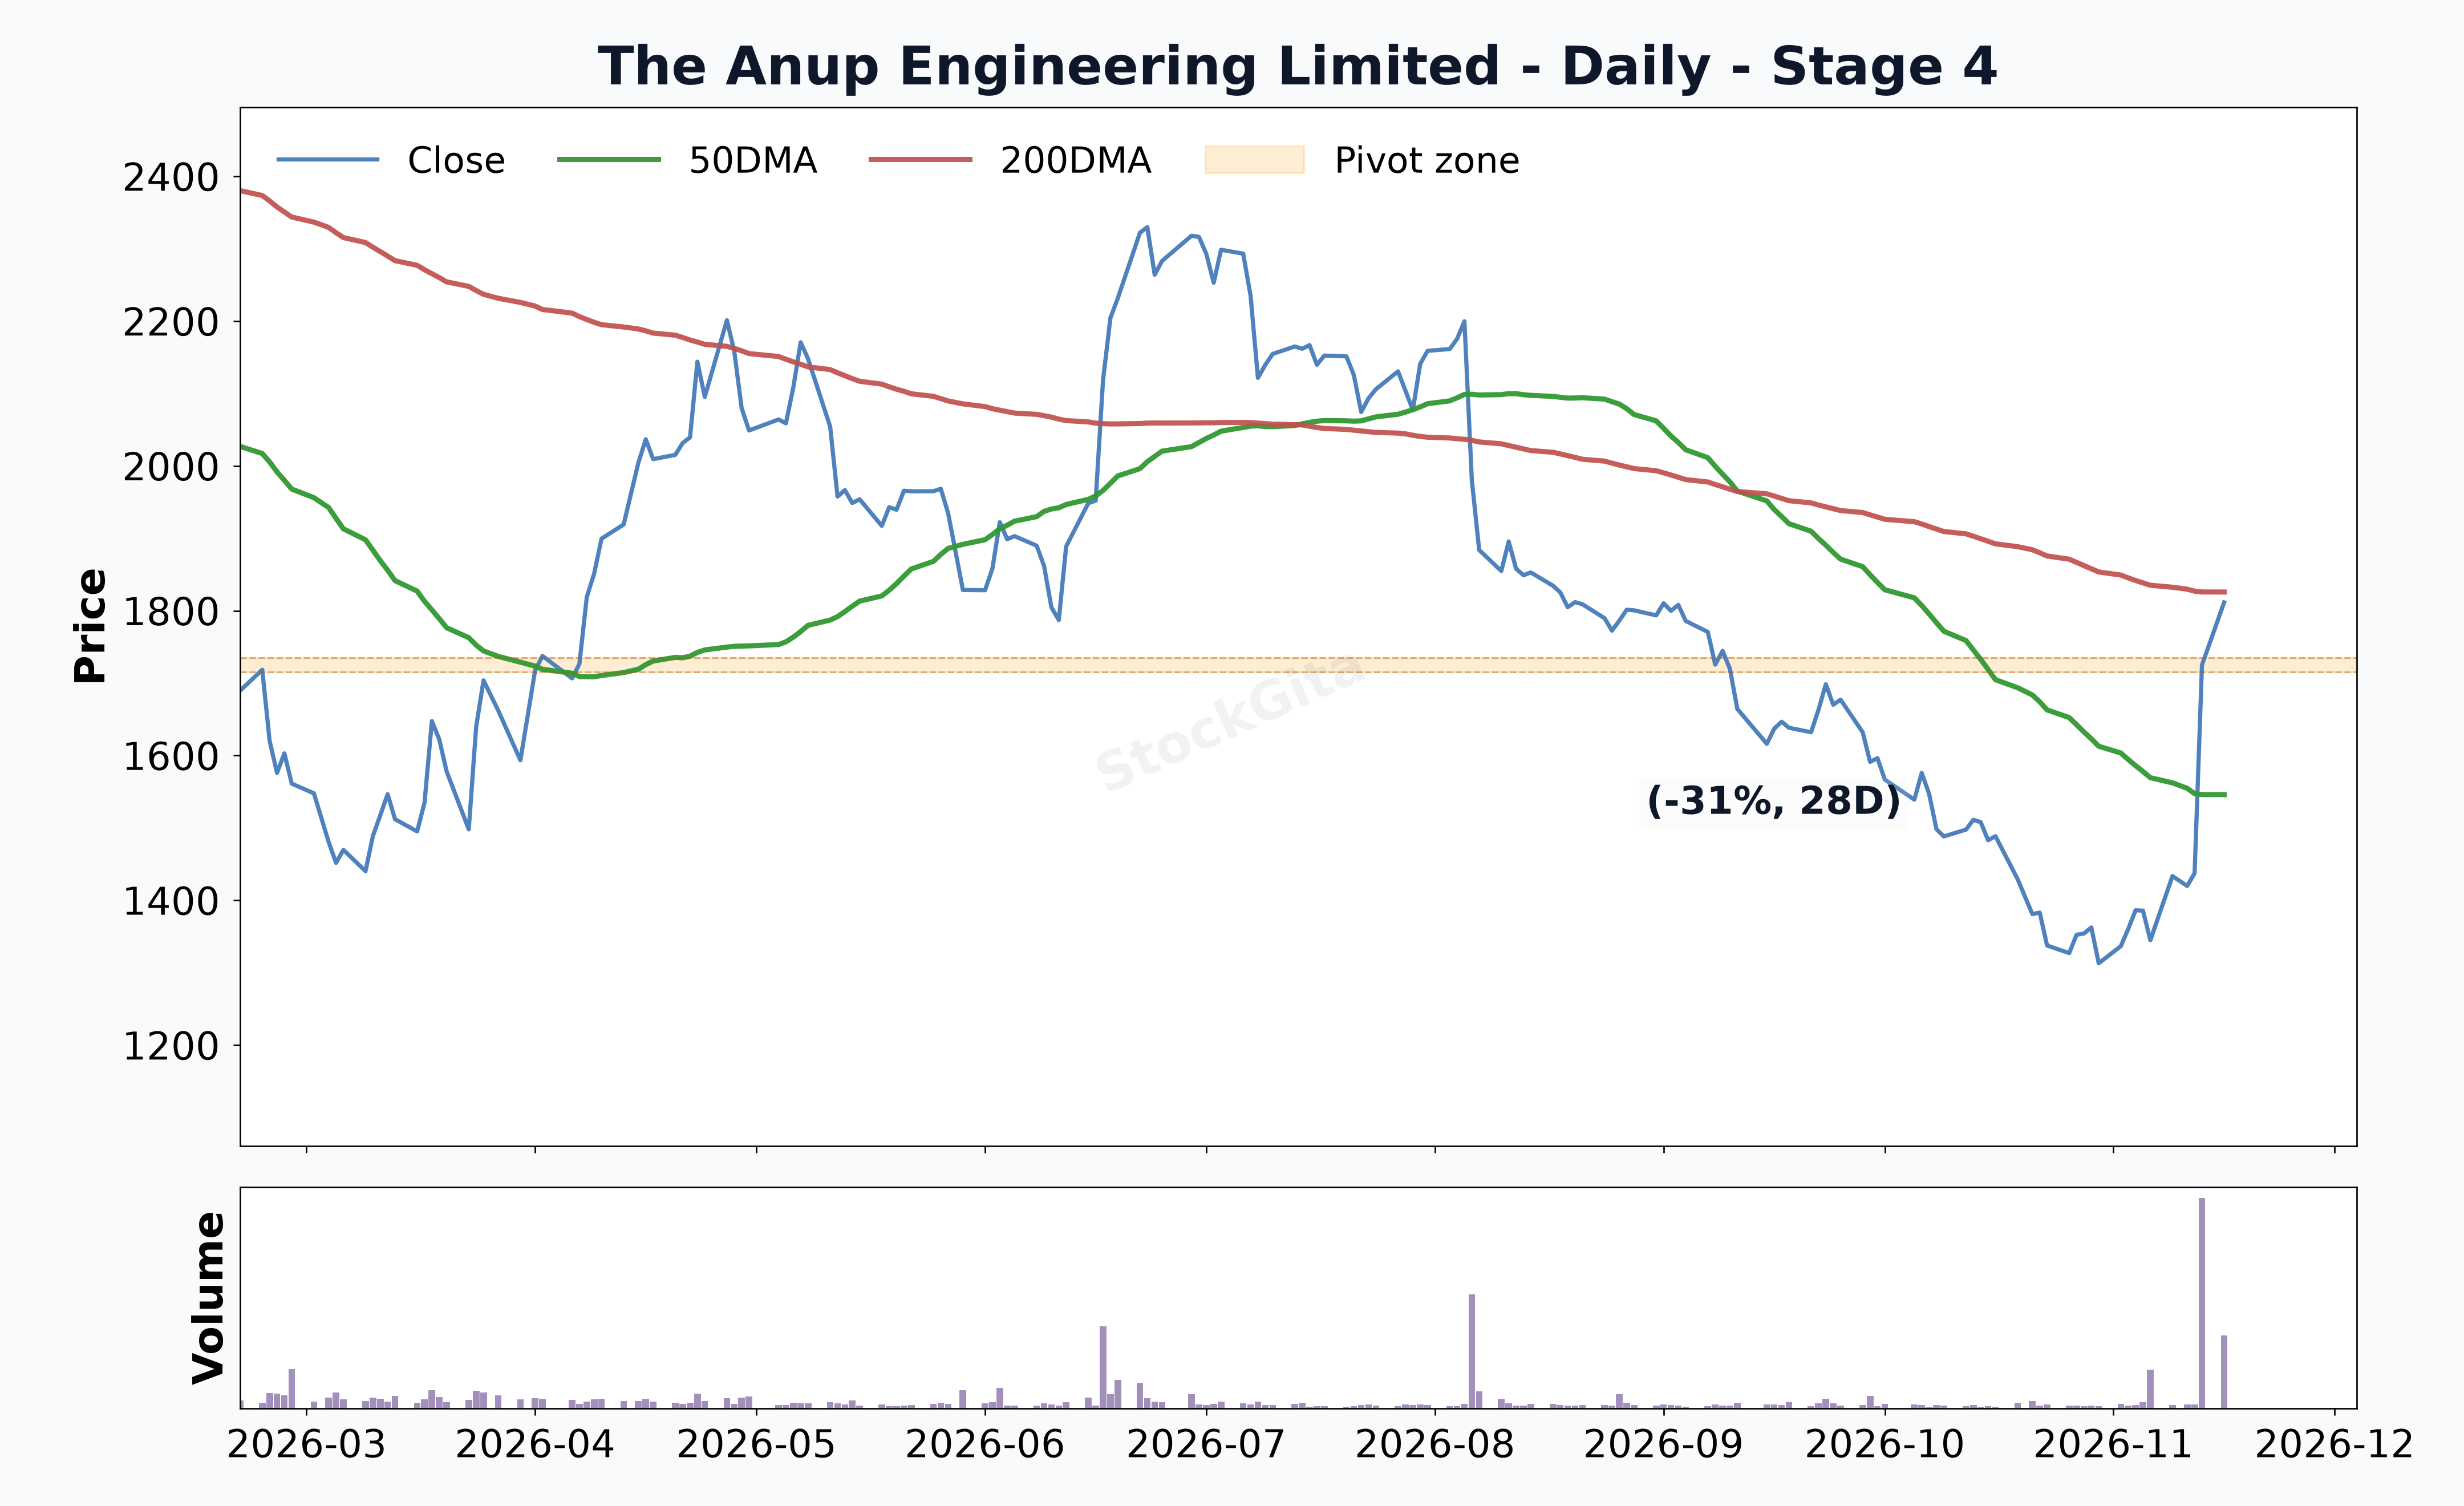 The Anup Engineering Limited - Daily - Stage 4
Close 50DMA 200DMA Pivot zone
Price
2400
2200
2000
1800
1600
1400
1200
StockGita
(-31%, 28D)
Volume
2026-03 2026-04 2026-05 2026-06 2026-07 2026-08 2026-09 2026-10 2026-11 2026-12